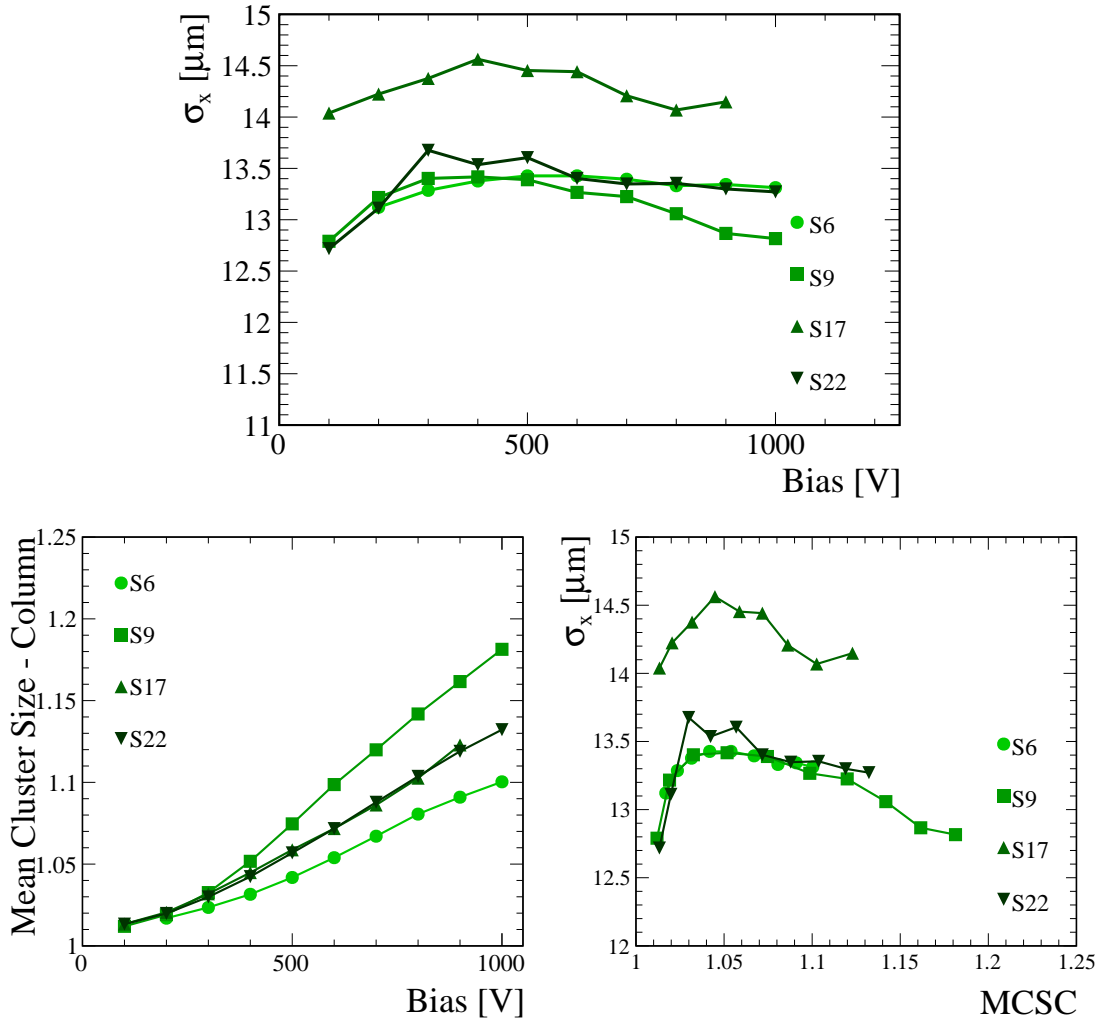 σx [μm]
15
14.5
14
13.5
13
12.5
12
11.5
11
0
500
1000
Bias [V]
S6
S9
S17
S22
Mean Cluster Size - Column
1.25
1.2
1.15
1.1
1.05
1
0
500
1000
Bias [V]
S6
S9
S17
S22
σx [μm]
15
14.5
14
13.5
13
12.5
12
1
1.05
1.1
1.15
1.2
1.25
MCSC
S6
S9
S17
S22